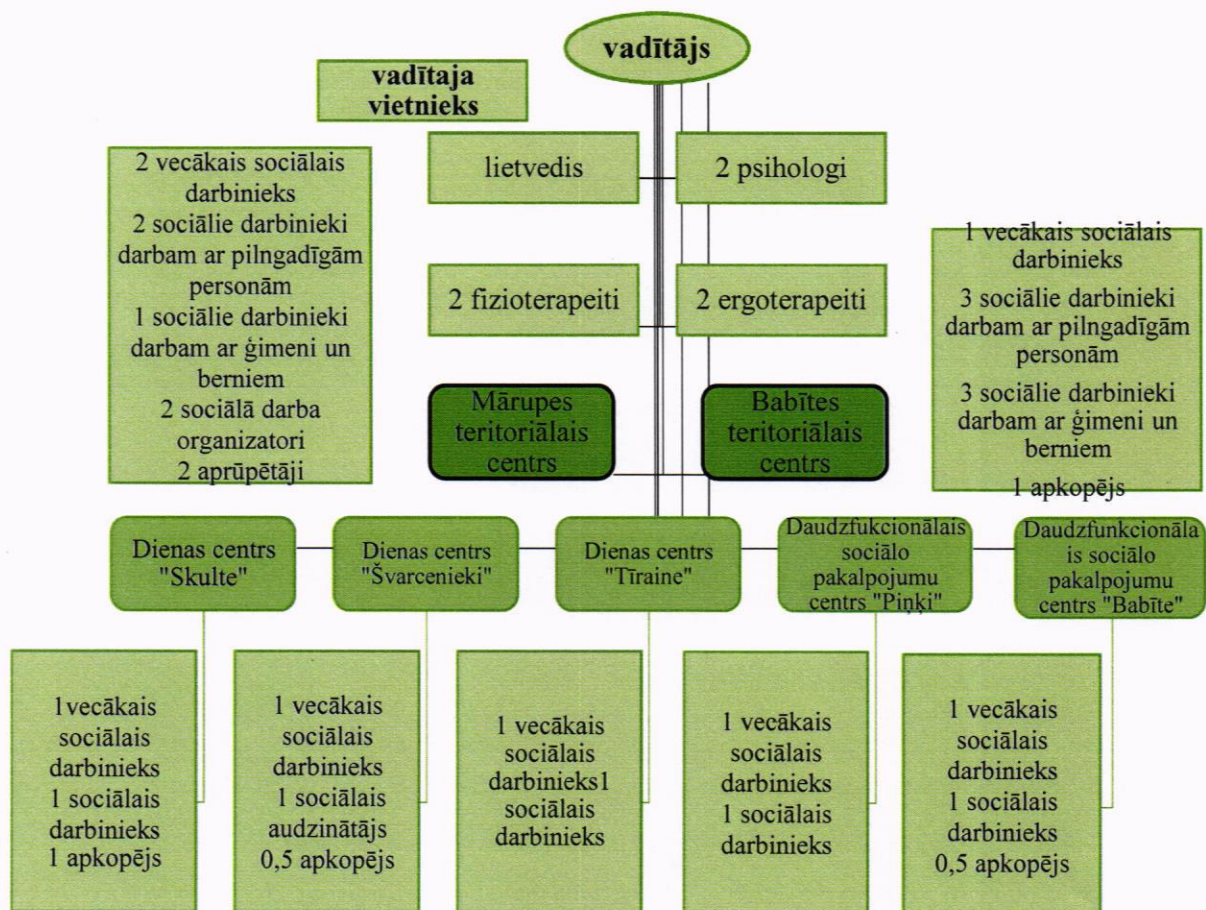 vadītājs
vadītaja
vietnieks
lietvedis
2 psihologi
2 vecākais sociālais
darbinieks
2 sociālie darbinieki
darbam ar pilngadīgām
personām
1 sociālie darbinieki
darbam ar ģimeni un
berniem
2 sociālā darba
organizatori
2 aprūpētāji
2 fizioterapeiti
2 ergoterapeiti
1 vecākais sociālais
darbinieks
3 sociālie darbinieki
darbam ar pilngadīgām
personām
3 sociālie darbinieki
darbam ar ģimeni un
berniem
1 apkopējs
Mārupes
teritoriālais
centrs
Babītes
teritoriālais
centrs
Dienas centrs
"Skulte"
Dienas centrs
"Švarcenieki"
Dienas centrs
"Tīraine"
Daudzfukcionālais
sociālo
pakalpojumu
centrs "Piņķi"
Daudzfunkcionāla
is sociālo
pakalpojumu
centrs "Babīte"
1vecākais
sociālais
darbinieks
1 sociālais
darbinieks
1 apkopējs
1 vecākais
sociālais
darbinieks
1 sociālais
audzinātājs
0,5 apkopējs
1 vecākais
sociālais
darbinieks1
sociālais
darbinieks
1 vecākais
sociālais
darbinieks
1 sociālais
darbinieks
1 vecākais
sociālais
darbinieks
1 sociālais
darbinieks
0,5 apkopējs